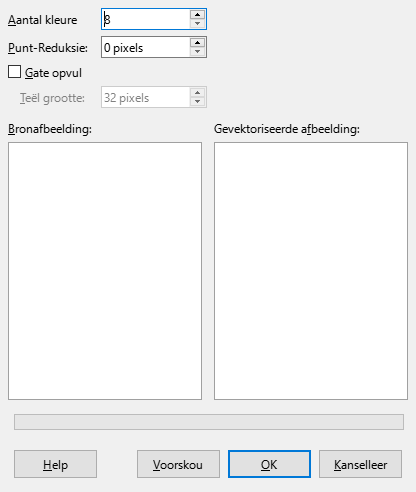 Aantal kleure 8
Punt-Reduksie: 0 pixels
Gate opvul
Teël grootte: 32 pixels
Bronafbeelding: Gevektoriseerde afbeelding:
Help Voorskou OK Kanselleer